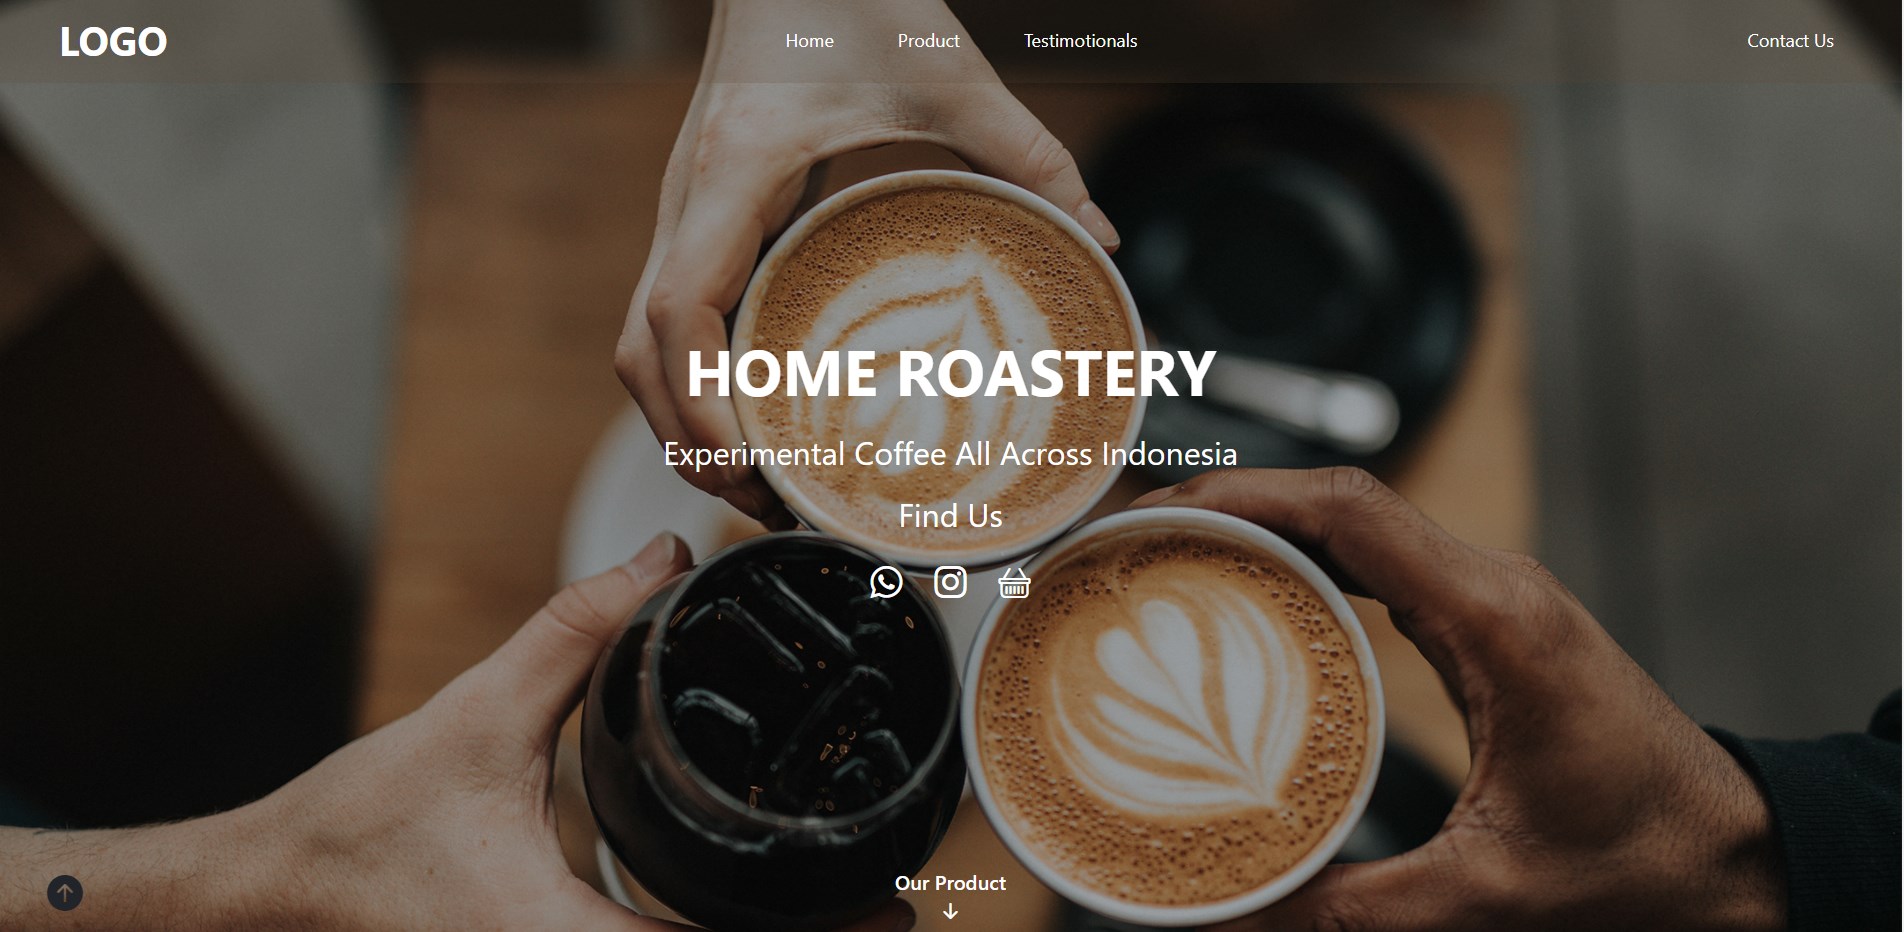 LOGO
Home
Product
Testimotionals
Contact Us
HOME ROASTERY
Experimental Coffee All Across Indonesia
Find Us
Our Product